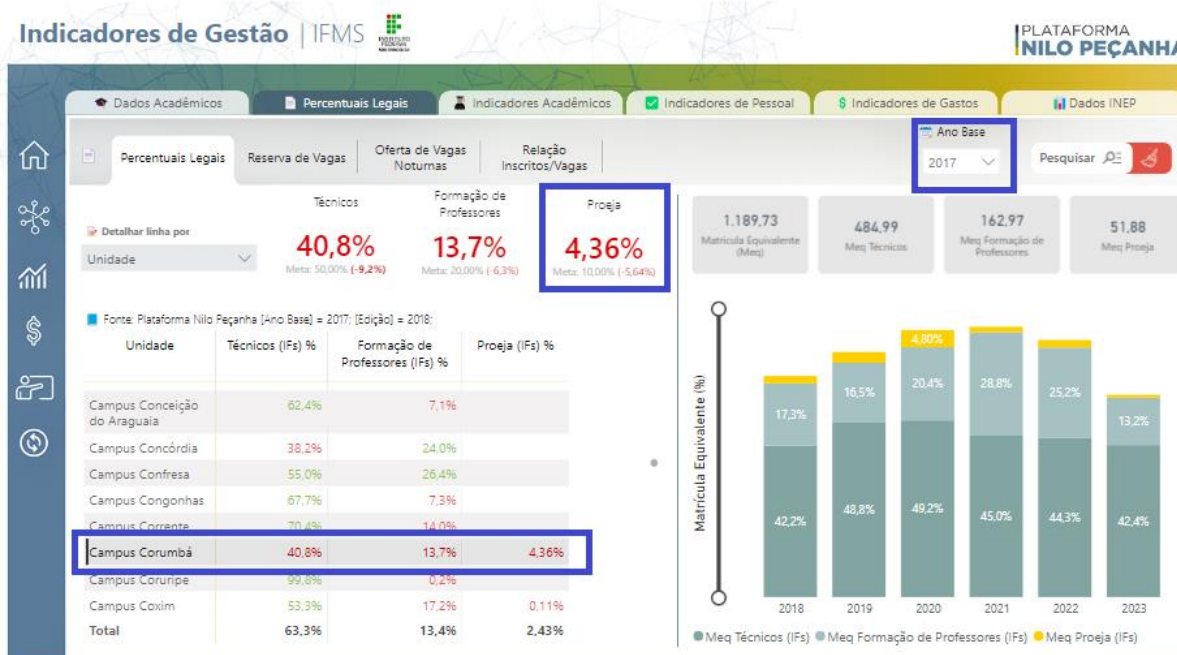 Indicadores de Gestão | IFMS
INSTITUTO
FEDERAL
PLATAFORMA
NILO PEÇANHA
Dados Acadêmicos
Percentuais Legais
Indicadores Acadêmicos
Indicadores de Pessoal
$ Indicadores de Gastos
Dados INEP
Percentuais Legais
Reserva de Vagas
Oferta de Vagas
Noturnas
Relação
Inscritos/Vagas
Ano Base
2017
Pesquisar
Detalhar linha por
Unidade
Técnicos
40,8%
Meta: 50,00% (-9,2%)
Formação de
Professores
13,7%
Meta: 20,00% (-6,3%)
Proeja
4,36%
Meta: 10,00% (-5,64%)
1.189,73
Matrícula Equivalente
(Meq)
484,99
Meq Técnicos
162,97
Meq Formação de
Professores
51,88
Meq Proeja
Fonte: Plataforma Nilo Peçanha [Ano Base] = 2017; [Edição] = 2018;
Unidade Técnicos (IFs) % Formação de Professores (IFs) % Proeja (IFs) %
Campus Conceição
do Araguaia 62,4% 7,1%
Campus Concórdia 38,2% 24,0%
Campus Confresa 55,0% 26,4%
Campus Congonhas 67,7% 7,3%
Campus Corrente 70,4% 14,0%
Campus Corumbá 40,8% 13,7% 4,36%
Campus Coruripe 99,8% 0,2%
Campus Coxim 53,3% 17,2% 0,11%
Total 63,3% 13,4% 2,43%
Matrícula Equivalente (%)
4,80%
17,3% 16,5% 20,4% 28,8% 25,2% 13,2%
42,2% 48,8% 49,2% 45,0% 44,3% 42,4%
2018 2019 2020 2021 2022 2023
Meq Técnicos (IFs) Meq Formação de Professores (IFs) Meq Proeja (IFs)